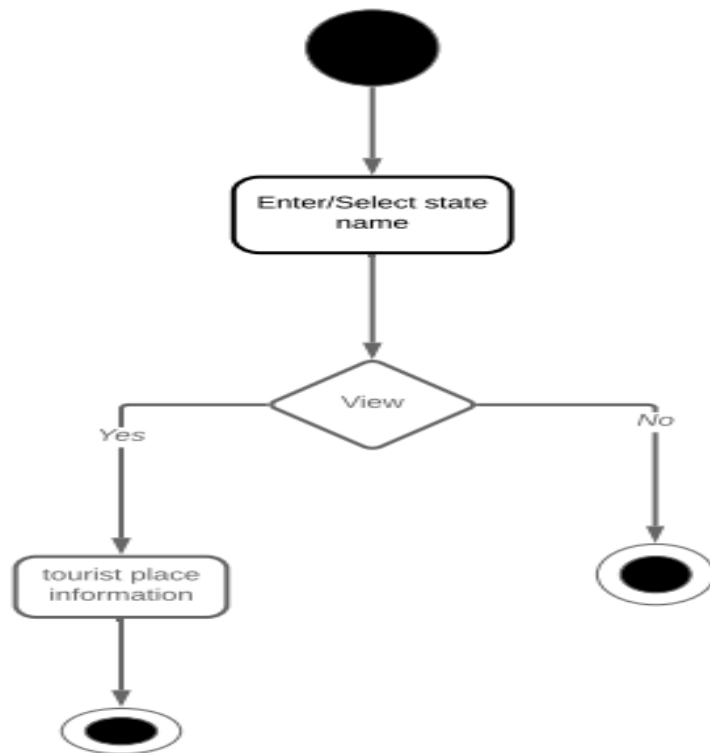 Enter/Select state
name
View
Yes
No
tourist place
information